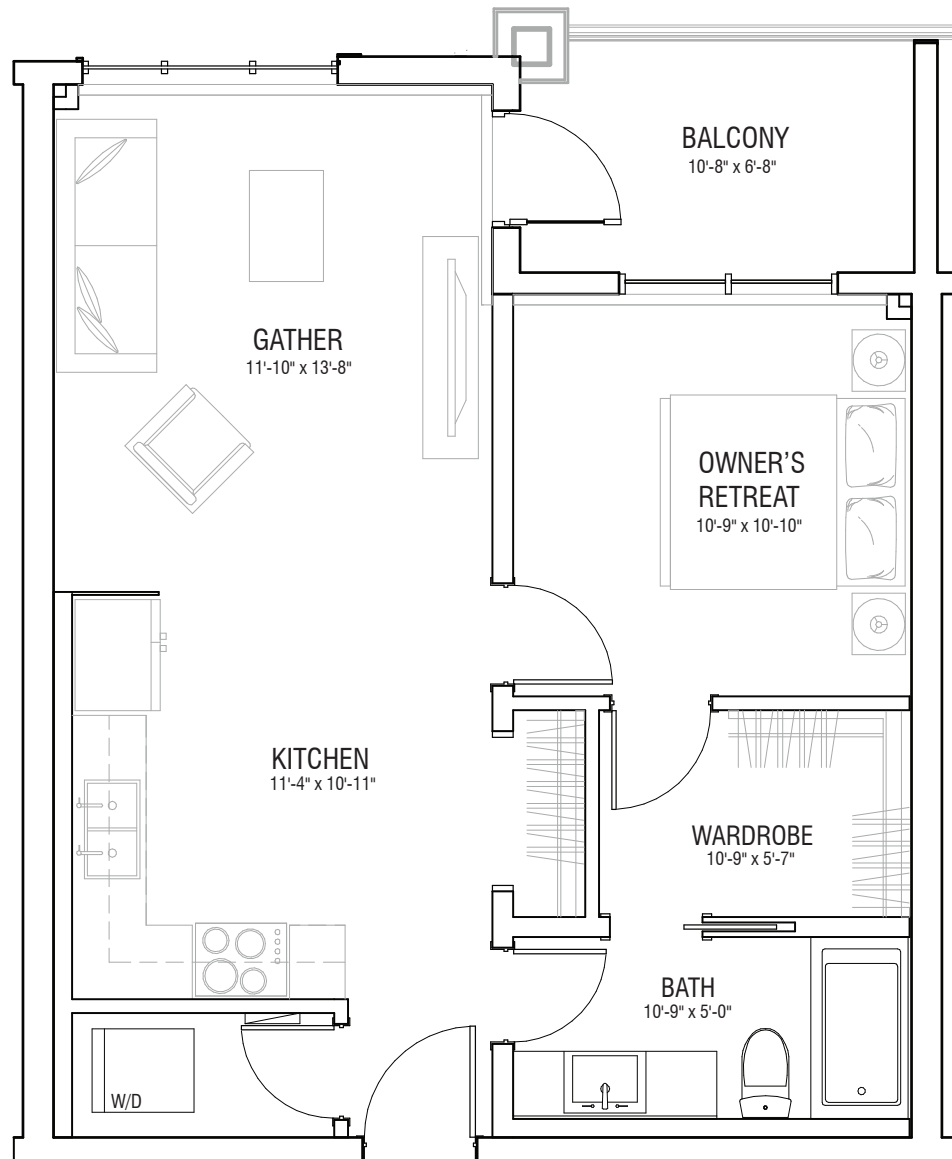 BALCONY
10'-8" x 6'-8"
GATHER
11'-10" x 13'-8"
OWNER’S
RETREAT
10'-9" x 10'-10"
KITCHEN
11'-4" x 10'-11"
WARDROBE
10'-9" x 5'-7"
BATH
10'-9" x 5'-0"
W/D